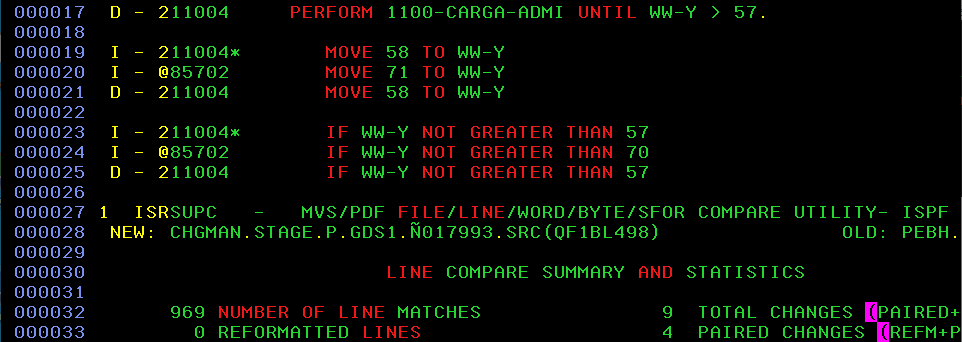 000017  D - 211004     PERFORM 1100-CARGA-ADMI UNTIL WW-Y > 57.
000018
000019  I - 211004*       MOVE 58 TO WW-Y
000020  I - @85702        MOVE 71 TO WW-Y
000021  D - 211004        MOVE 58 TO WW-Y
000022
000023  I - 211004*       IF WW-Y NOT GREATER THAN 57
000024  I - @85702        IF WW-Y NOT GREATER THAN 70
000025  D - 211004        IF WW-Y NOT GREATER THAN 57
000026
000027 1  ISRSUPC   -   MVS/PDF FILE/LINE/WORD/BYTE/SFOR COMPARE UTILITY- ISPF
000028  NEW: CHGMAN.STAGE.P.GDS1.Ñ017993.SRC(QF1BL498)               OLD: PEBH.
000029
000030                        LINE COMPARE SUMMARY AND STATISTICS
000031
000032      969 NUMBER OF LINE MATCHES               9  TOTAL CHANGES (PAIRED+
000033        0 REFORMATTED LINES                    4  PAIRED CHANGES (REFM+P